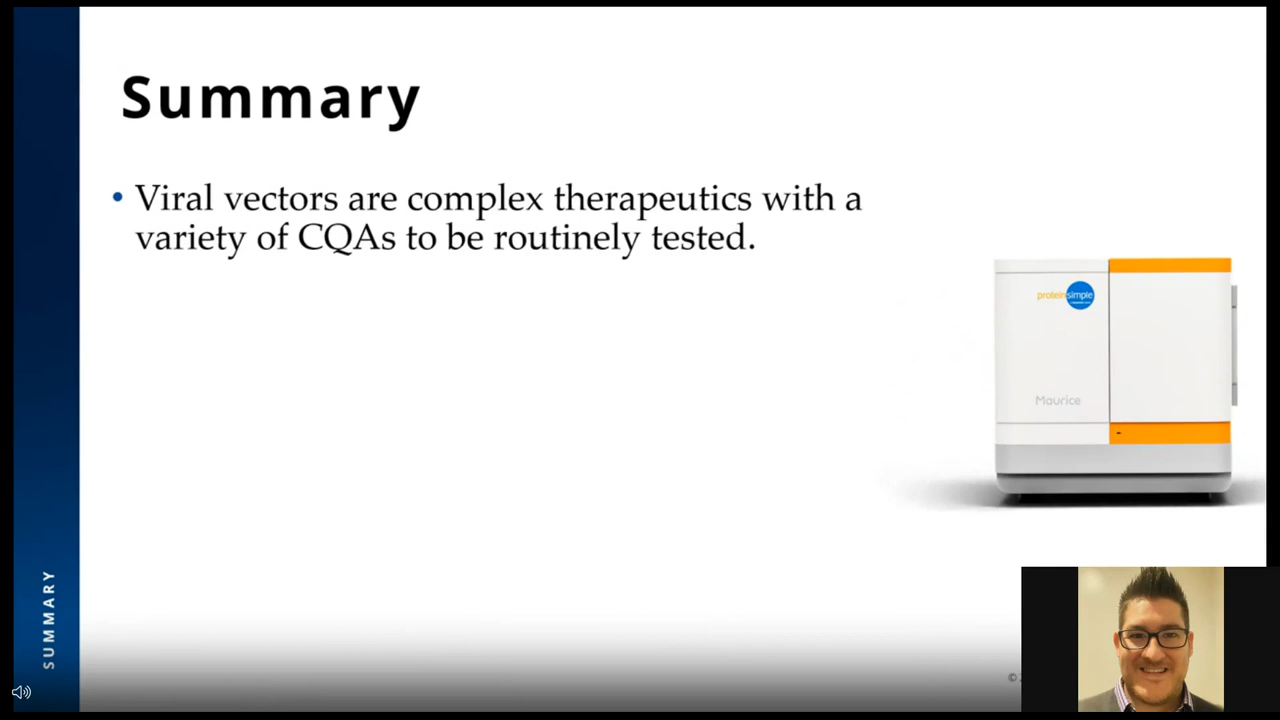 Summary
• Viral vectors are complex therapeutics with a
variety of CQAs to be routinely tested.
proteinsimple
Maurice
SUMMARY
©